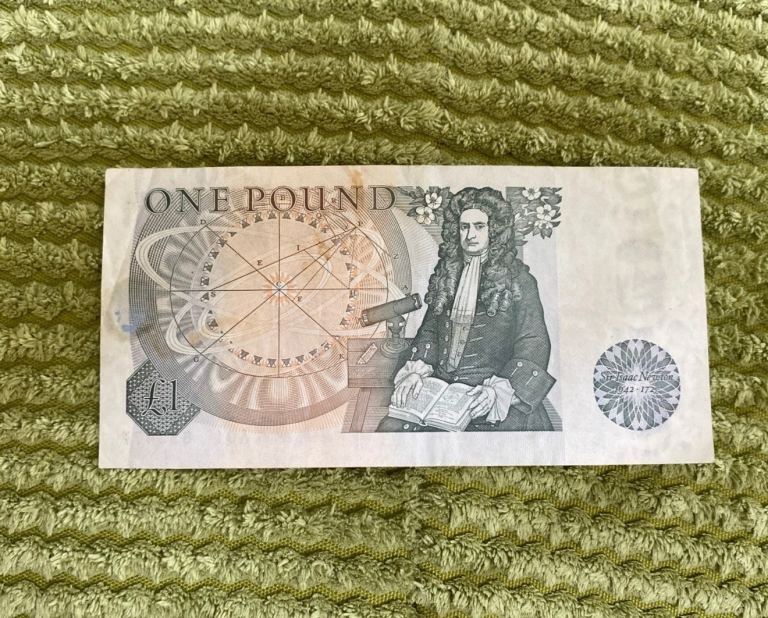 ONE POUND
£1
Sir Isaac Newton
1642-1727